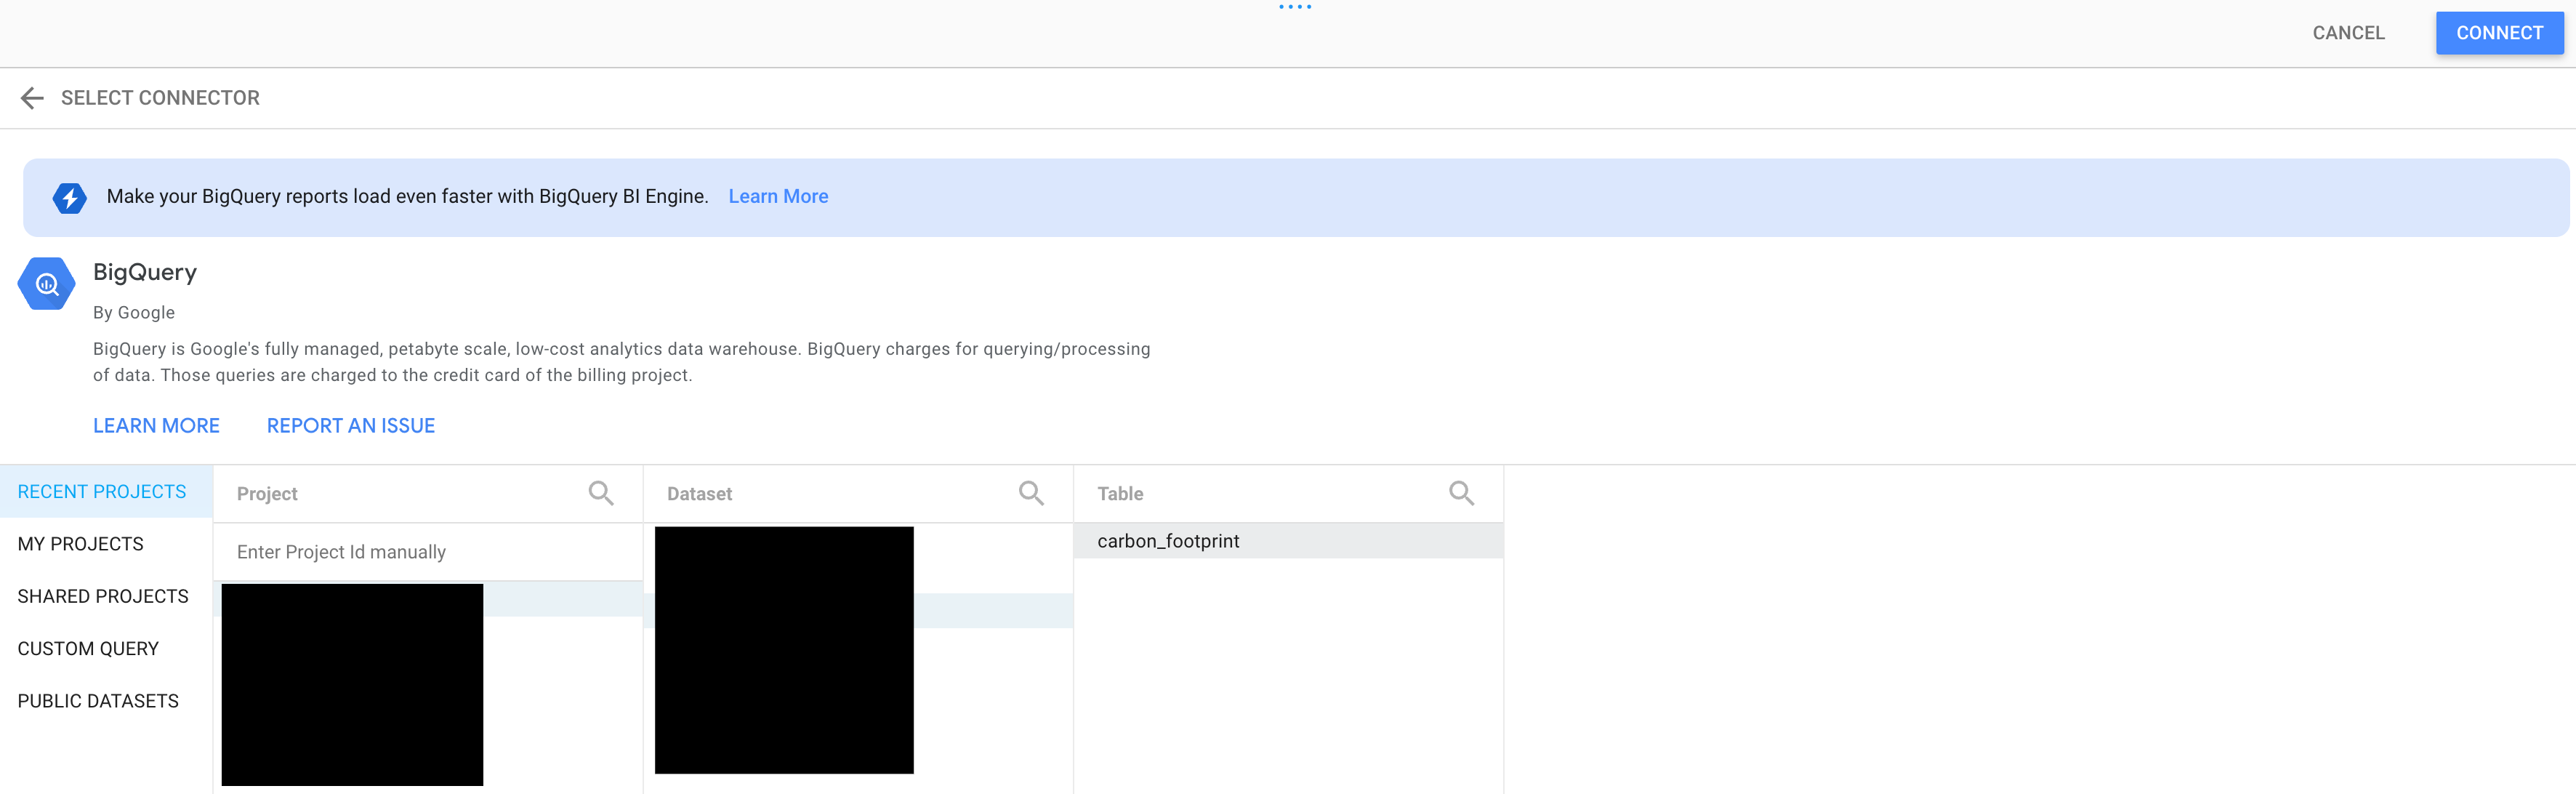 CANCEL
CONNECT
SELECT CONNECTOR
Make your BigQuery reports load even faster with BigQuery BI Engine. Learn More
BigQuery
By Google
BigQuery is Google's fully managed, petabyte scale, low-cost analytics data warehouse. BigQuery charges for querying/processing
of data. Those queries are charged to the credit card of the billing project.
LEARN MORE
REPORT AN ISSUE
RECENT PROJECTS
MY PROJECTS
SHARED PROJECTS
CUSTOM QUERY
PUBLIC DATASETS
Project
Enter Project Id manually
Dataset
Table
carbon_footprint